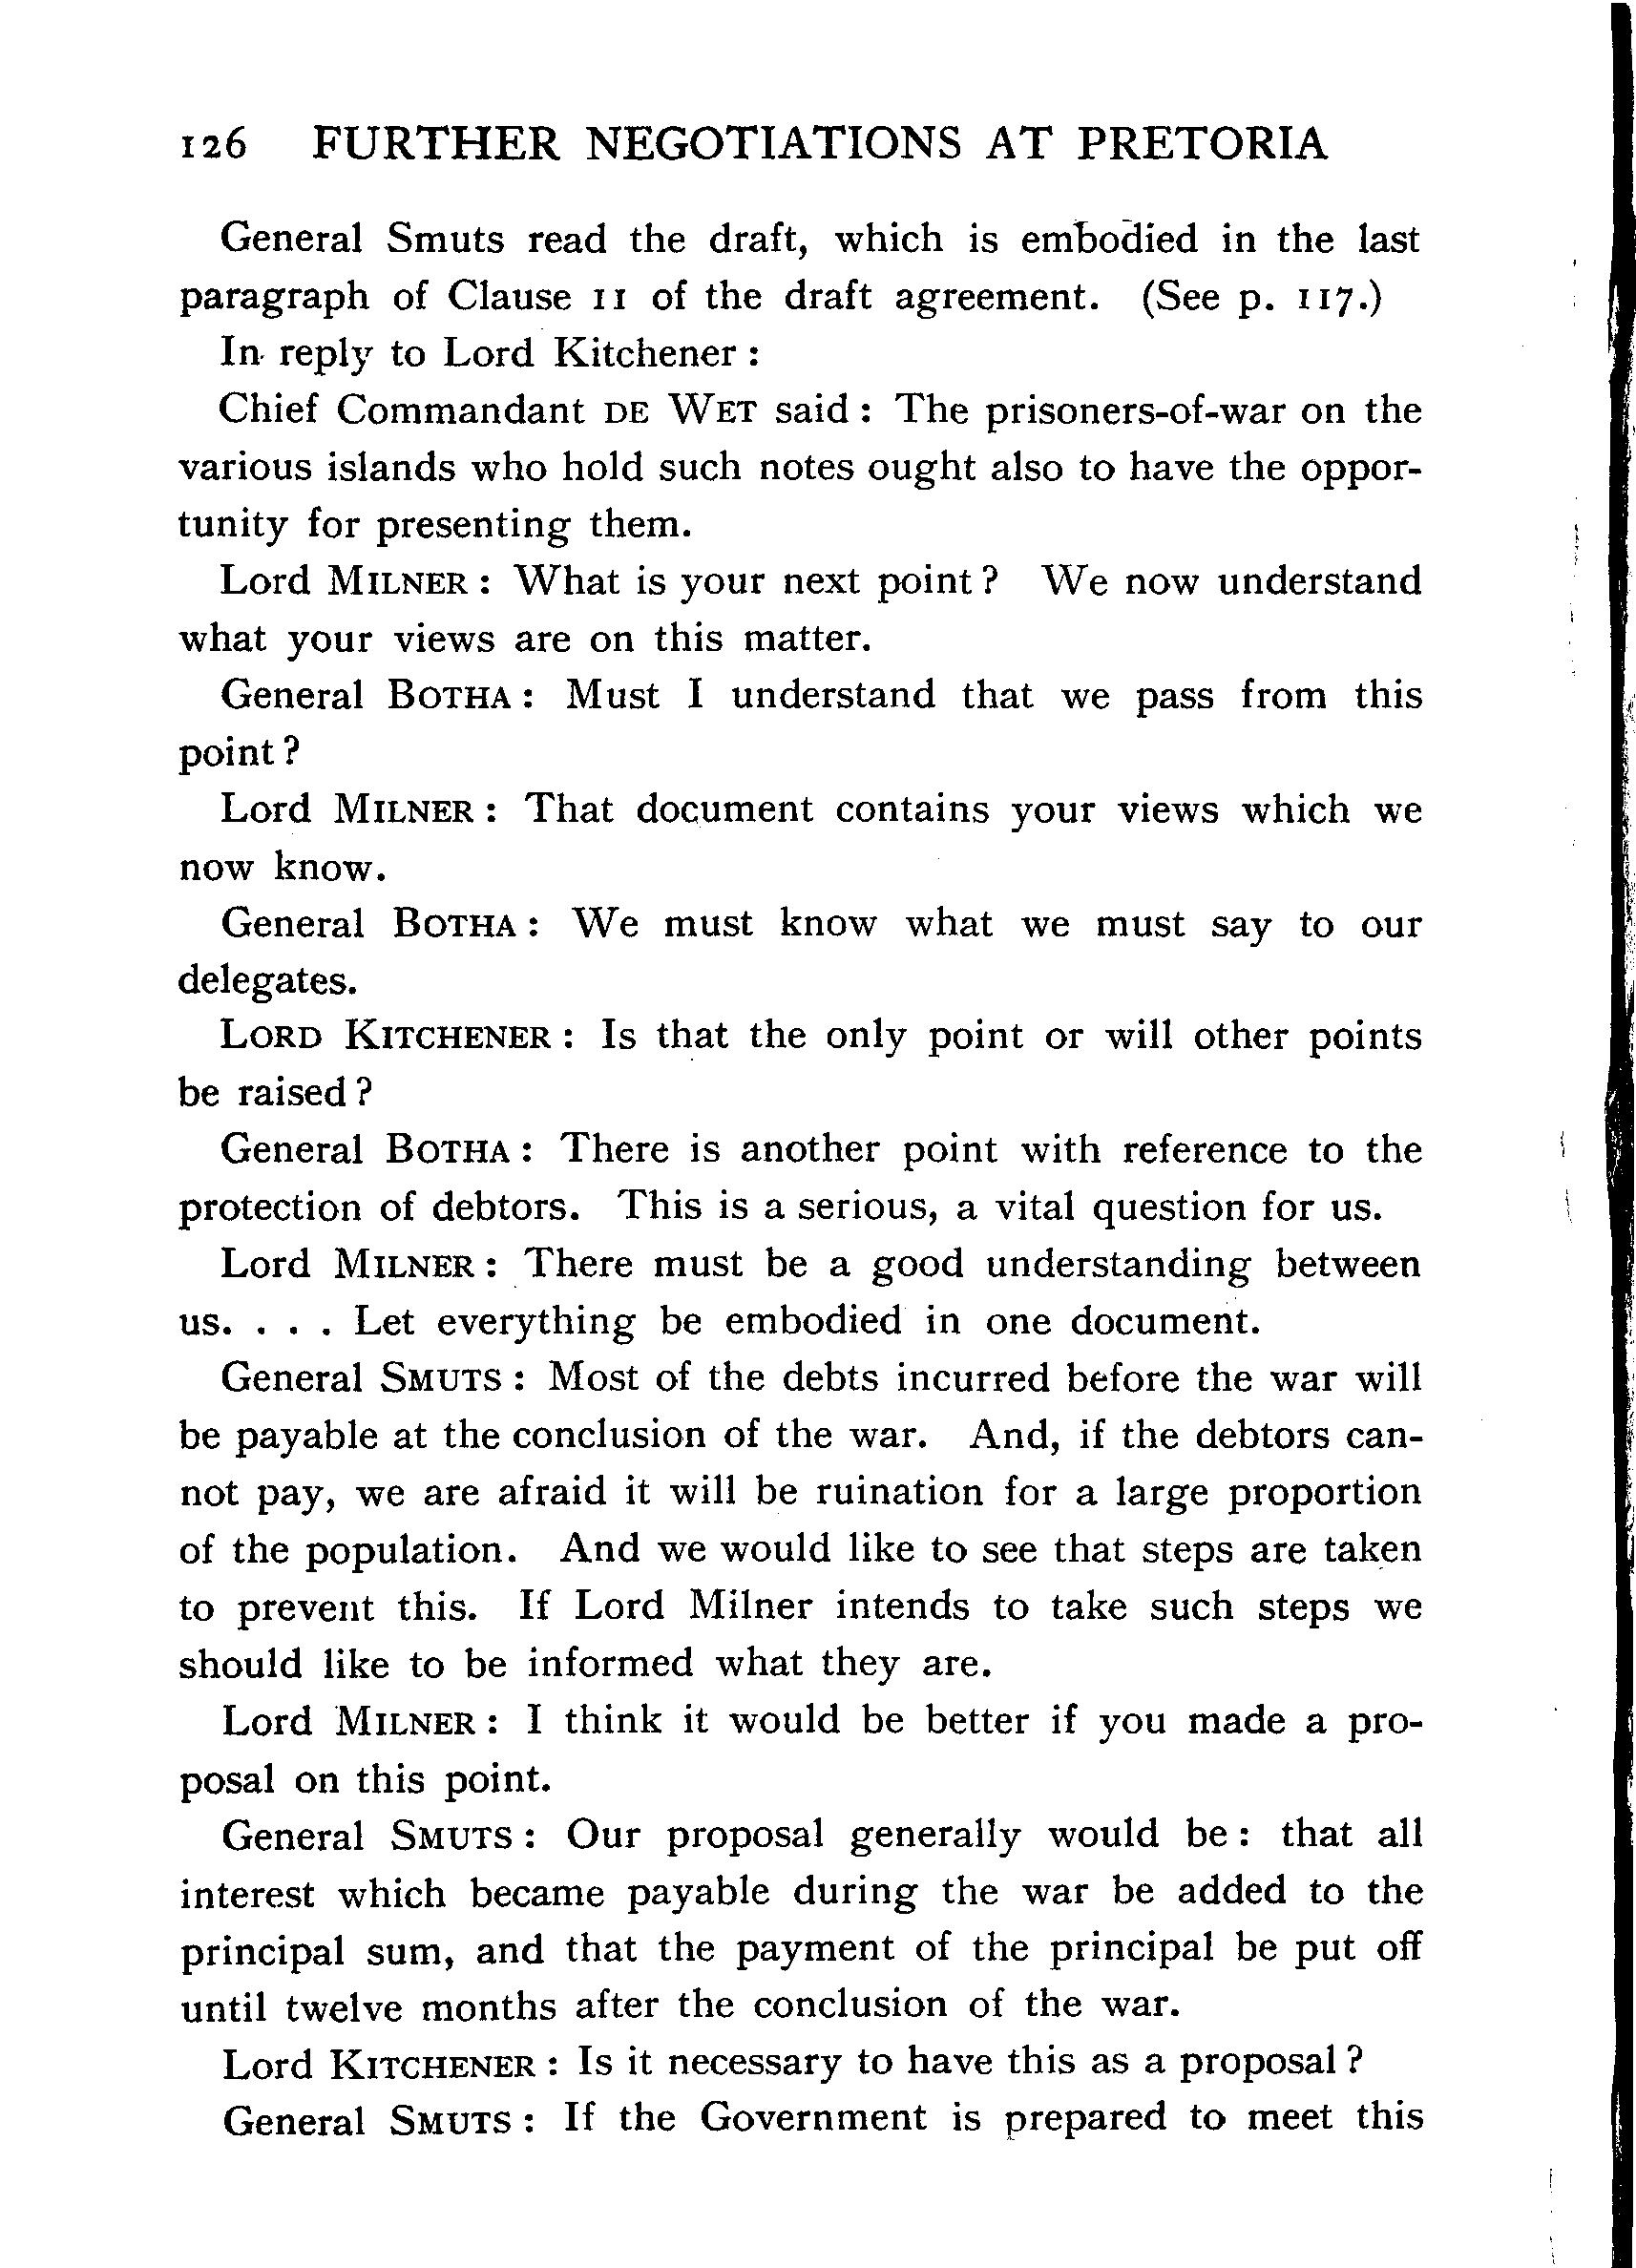 126 FURTHER NEGOTIATIONS AT PRETORIA
General Smuts read the draft, which is embodied in the last
paragraph of Clause 11 of the draft agreement. (See p. 117.)
In reply to Lord Kitchener :
Chief Commandant DE WET said : The prisoners-of-war on the
various islands who hold such notes ought also to have the oppor-
tunity for presenting them.
Lord MILNER : What is your next point ? We now understand
what your views are on this matter.
General BOTHA : Must I understand that we pass from this
point ?
Lord MILNER : That document contains your views which we
now know.
General BOTHA : We must know what we must say to our
delegates.
LORD KITCHENER : Is that the only point or will other points
be raised ?
General BOTHA : There is another point with reference to the
protection of debtors. This is a serious, a vital question for us.
Lord MILNER : There must be a good understanding between
us. . . . Let everything be embodied in one document.
General SMUTS : Most of the debts incurred before the war will
be payable at the conclusion of the war. And, if the debtors can-
not pay, we are afraid it will be ruination for a large proportion
of the population. And we would like to see that steps are taken
to prevent this. If Lord Milner intends to take such steps we
should like to be informed what they are.
Lord MILNER : I think it would be better if you made a pro-
posal on this point.
General SMUTS : Our proposal generally would be : that all
interest which became payable during the war be added to the
principal sum, and that the payment of the principal be put off
until twelve months after the conclusion of the war.
Lord KITCHENER : Is it necessary to have this as a proposal ?
General SMUTS : If the Government is prepared to meet this